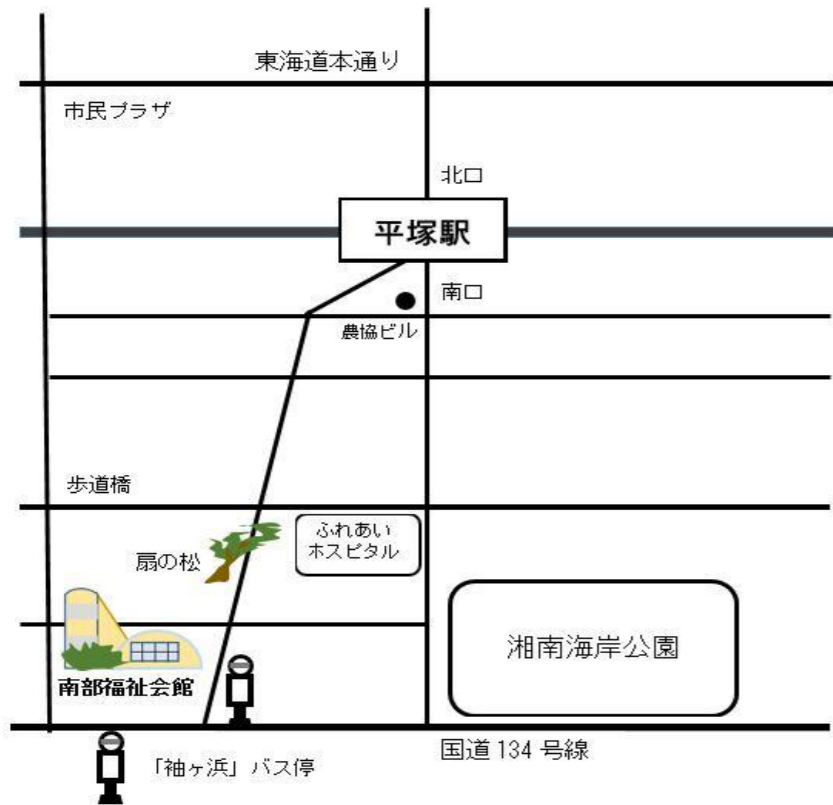 東海道本通り
市民プラザ
北口
平塚駅
南口
農協ビル
歩道橋
ふれあい
ホスピタル
扇の松
湘南海岸公園
南部福祉会館
国道134号線
「袖ヶ浜」バス停